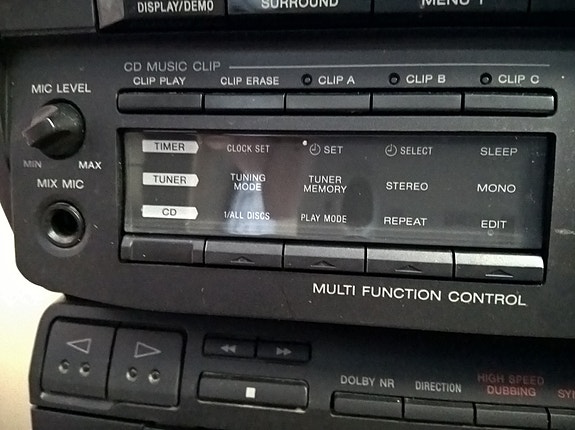 DISPLAY/DEMO
SURROUND
MENU 1
CD MUSIC CLIP
MIC LEVEL
CLIP PLAY CLIP ERASE CLIP A CLIP B CLIP C
MIN MAX
MIX MIC
TIMER CLOCK SET SET SELECT SLEEP
TUNER TUNING MODE TUNER MEMORY STEREO MONO
CD 1/ALL DISCS PLAY MODE REPEAT EDIT
MULTI FUNCTION CONTROL
DOLBY NR DIRECTION HIGH SPEED DUBBING